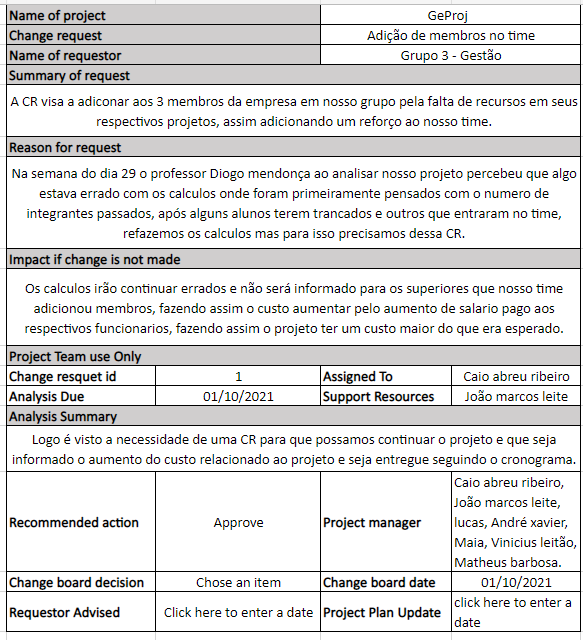 Name of project GeProj
Change request Adição de membros no time
Name of requestor Grupo 3 - Gestão
Summary of request
A CR visa a adiconar aos 3 membros da empresa em nosso grupo pela falta de recursos em seus
respectivos projetos, assim adicionando um reforço ao nosso time.
Reason for request
Na semana do dia 29 o professor Diogo mendonça ao analisar nosso projeto percebeu que algo
estava errado com os calculos onde foram primeiramente pensados com o numero de
integrantes passados, após alguns alunos terem trancados e outros que entraram no time,
refazemos os calculos mas para isso precisamos dessa CR.
Impact if change is not made
Os calculos irão continuar errados e não será informado para os superiores que nosso time
adicionou membros, fazendo assim o custo aumentar pelo aumento de salario pago aos
respectivos funcionarios, fazendo assim o projeto ter um custo maior do que era esperado.
Project Team use Only
Change resquet id 1 Assigned To Caio abreu ribeiro
Analysis Due 01/10/2021 Support Resources João marcos leite
Analysis Summary
Logo é visto a necessidade de uma CR para que possamos continuar o projeto e que seja
informado o aumento do custo relacionado ao projeto e seja entregue seguindo o cronograma.
Recommended action Approve Project manager
Caio abreu ribeiro,
João marcos leite,
lucas, André xavier,
Maia, Vinicius leitão,
Matheus barbosa.
Change board decision Chose an item Change board date 01/10/2021
Requestor Advised Click here to enter a date Project Plan Update
click here to enter a
date